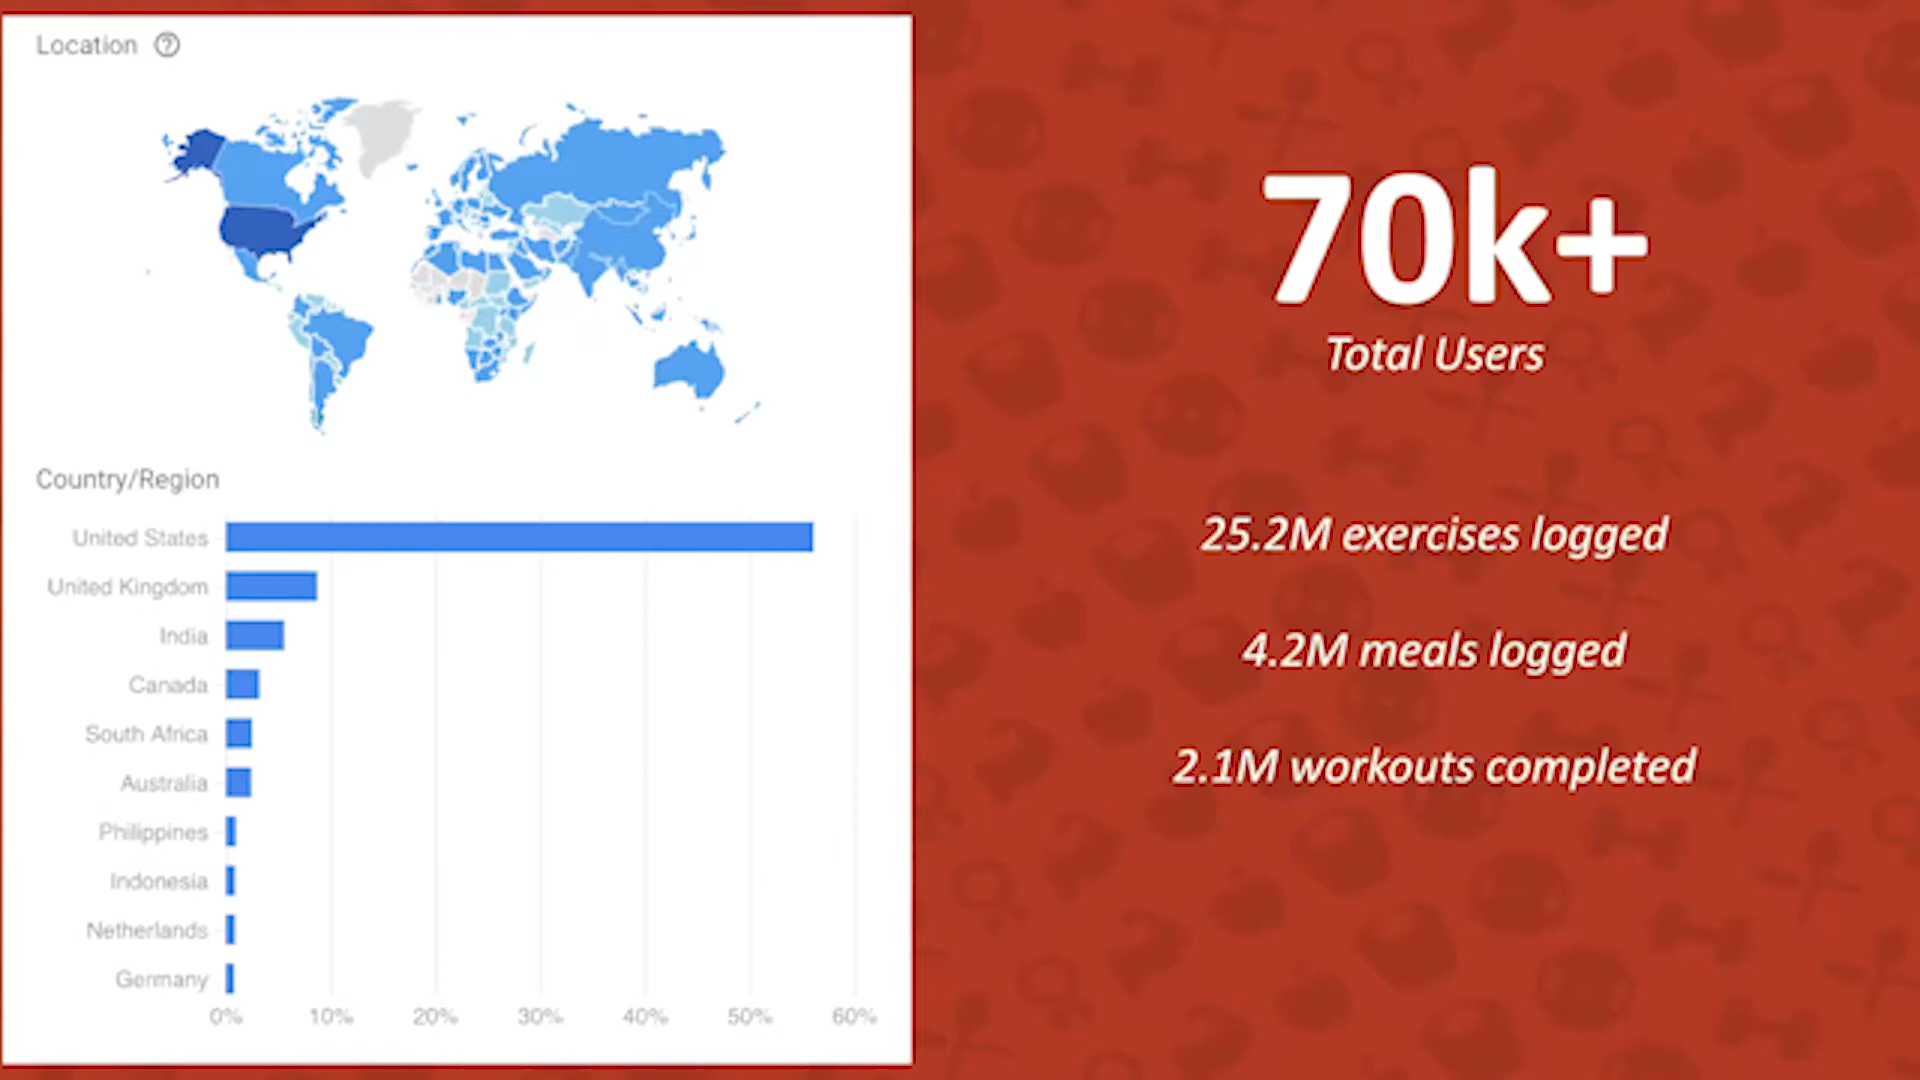 Location ?
Country/Region
United States
United Kingdom
India
Canada
South Africa
Australia
Philippines
Indonesia
Netherlands
Germany
0% 10% 20% 30% 40% 50% 60%
70k+
Total Users
25.2M exercises logged
4.2M meals logged
2.1M workouts completed